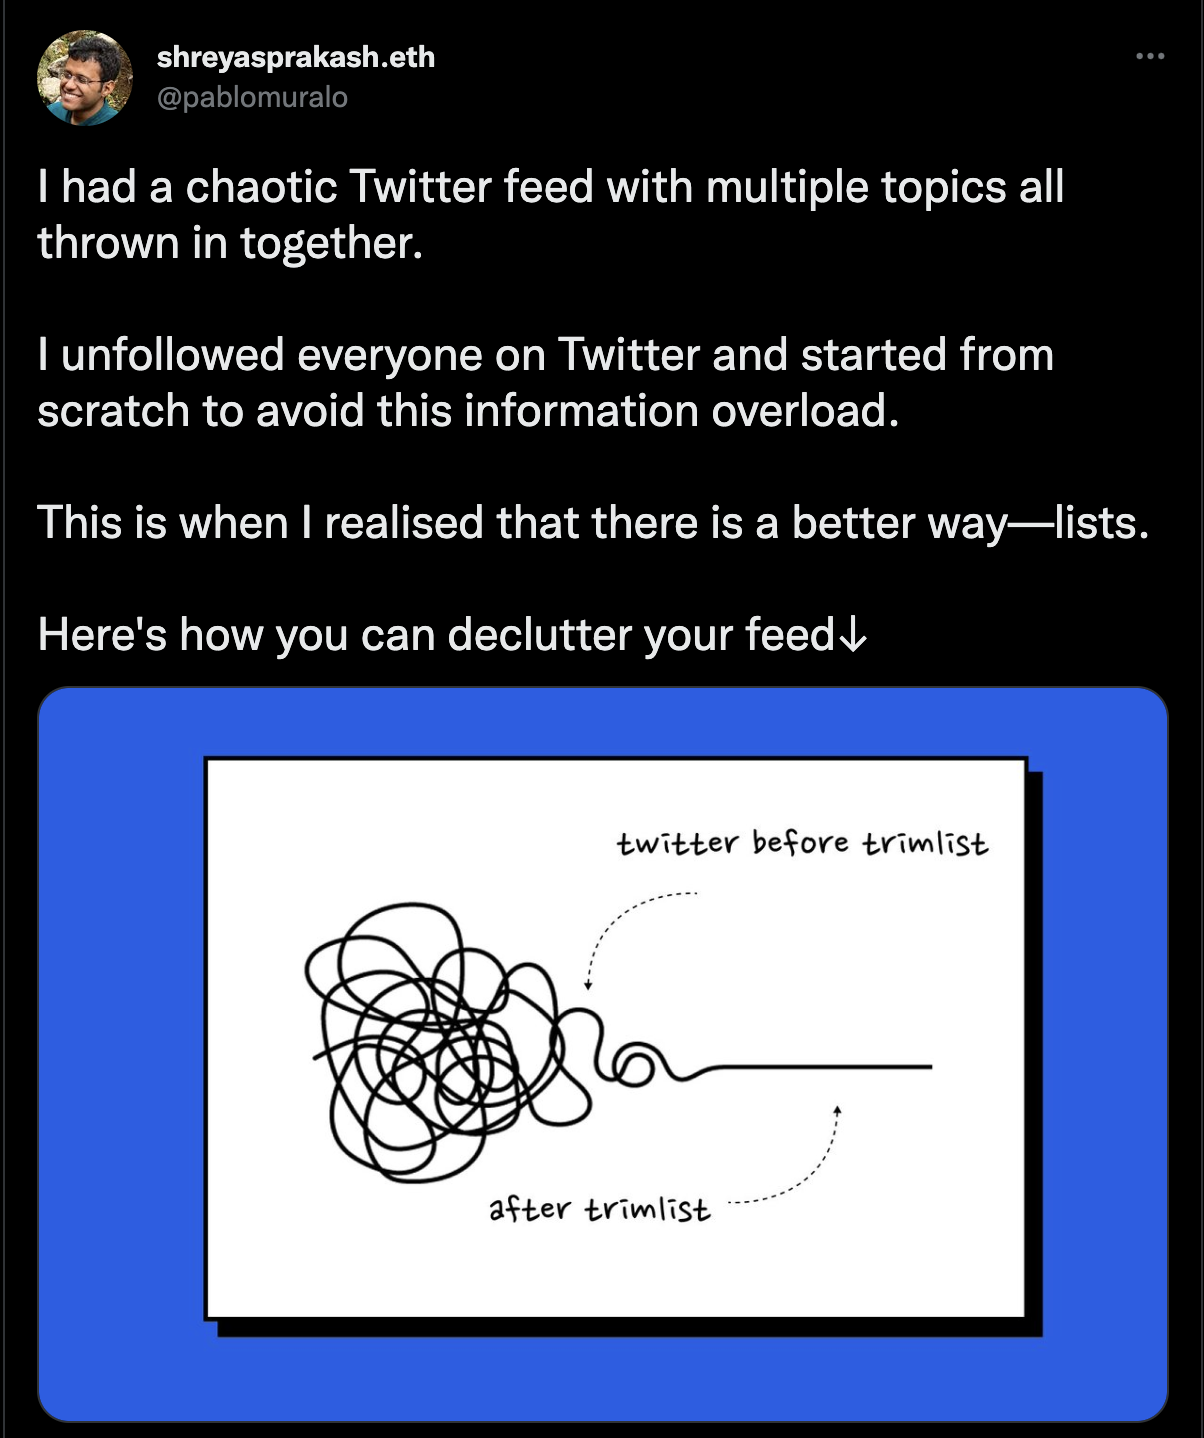 shreyasprakash.eth
@pablomuralo
I had a chaotic Twitter feed with multiple topics all
thrown in together.
I unfollowed everyone on Twitter and started from
scratch to avoid this information overload.
This is when I realised that there is a better way—lists.
Here's how you can declutter your feed↓
twitter before trimlist
after trimlist